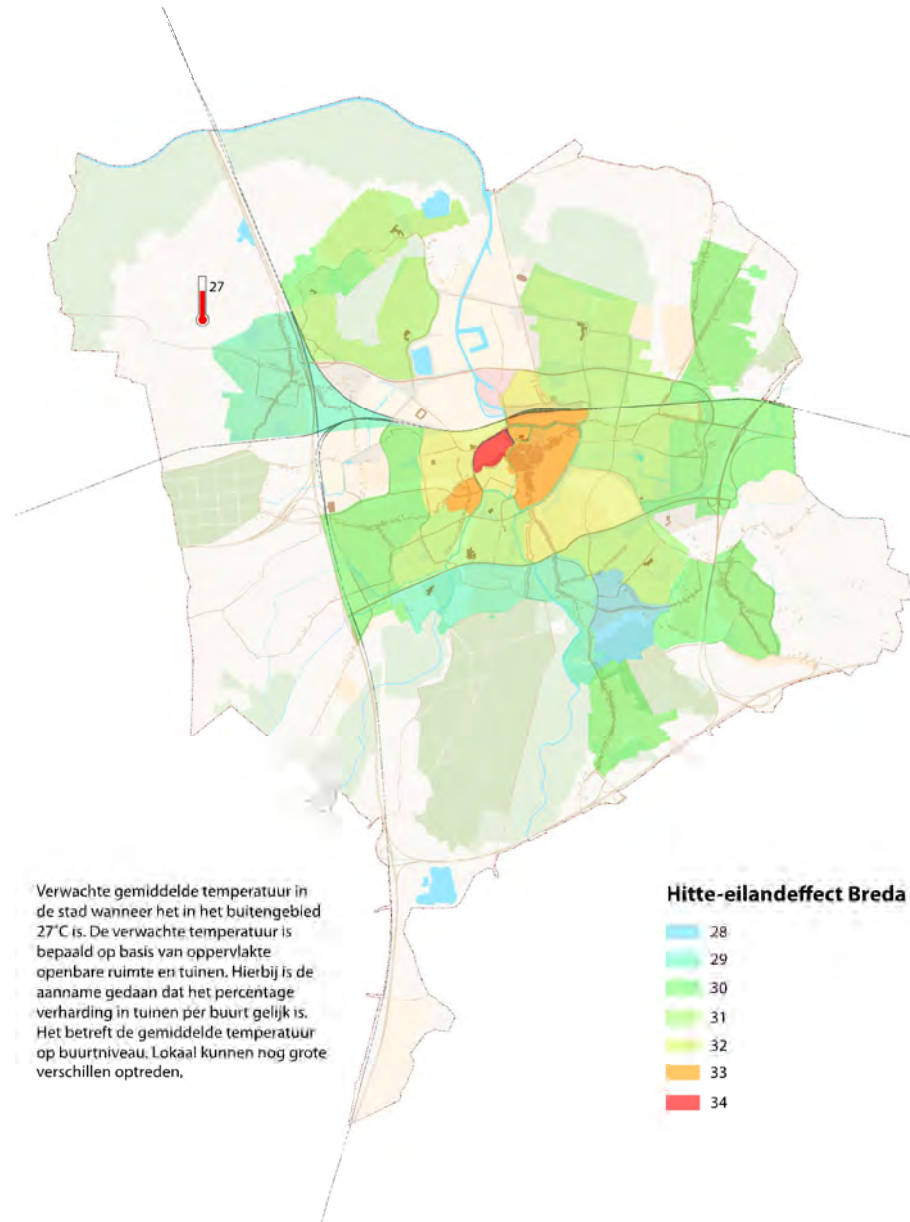 27
Verwachte gemiddelde temperatuur in
de stad wanneer het in het buitengebied
27°C is. De verwachte temperatuur is
bepaald op basis van oppervlakte
openbare ruimte en tuinen. Hierbij is de
aanname gedaan dat het percentage
verharding in tuinen per buurt gelijk is.
Het betreft de gemiddelde temperatuur
op buurtniveau. Lokaal kunnen nog grote
verschillen optreden.
Hitte-eilandeffect Breda
28
29
30
31
32
33
34